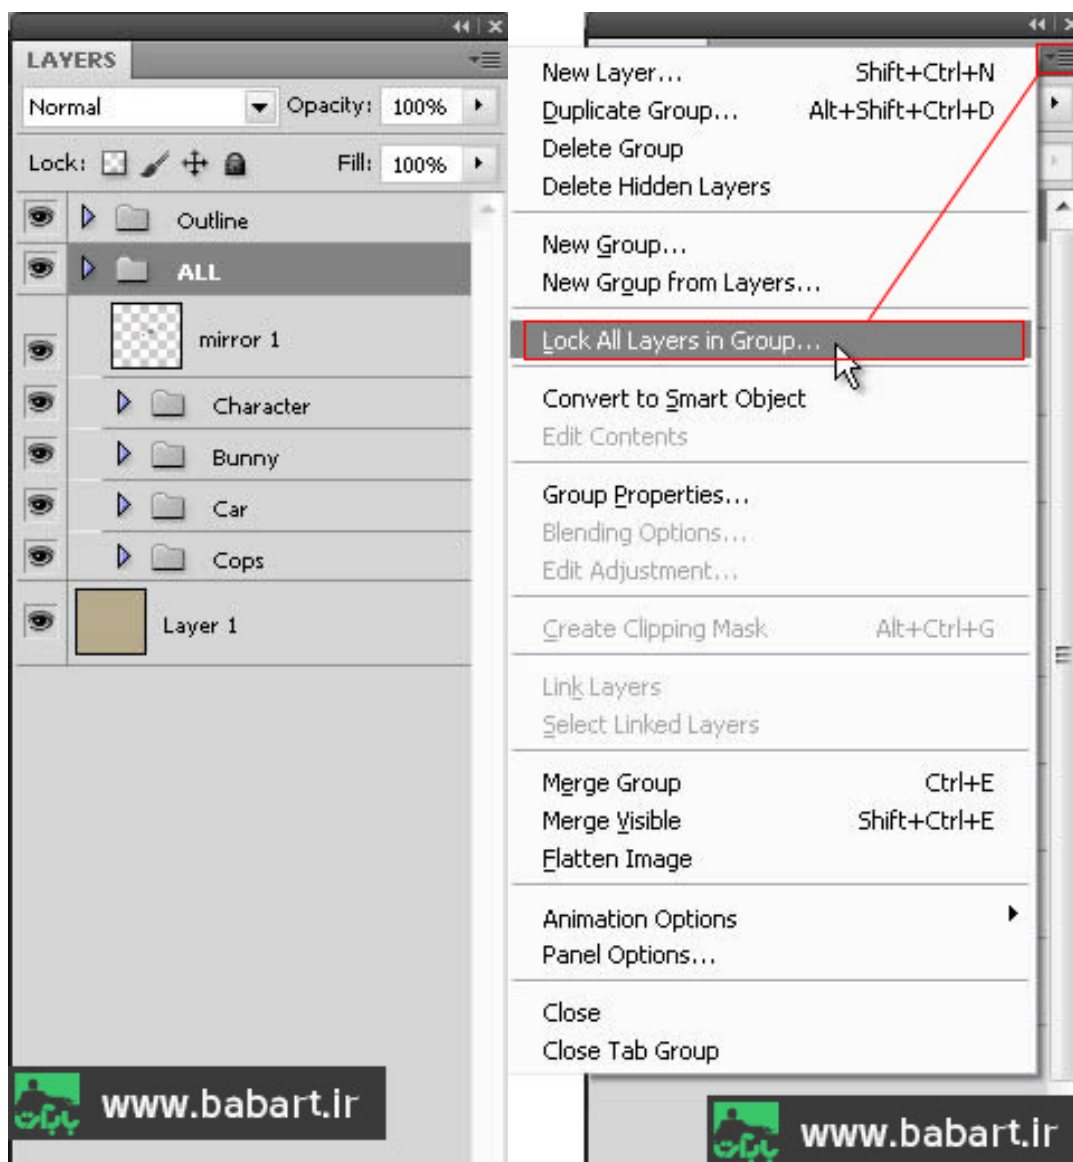 LAYERS
Normal Opacity: 100%
Lock: Fill: 100%
Outline
ALL
mirror 1
Character
Bunny
Car
Cops
Layer 1
بابآرت www.babart.ir
New Layer... Shift+Ctrl+N
Duplicate Group... Alt+Shift+Ctrl+D
Delete Group
Delete Hidden Layers
New Group...
New Group from Layers...
Lock All Layers in Group...
Convert to Smart Object
Edit Contents
Group Properties...
Blending Options...
Edit Adjustment...
Create Clipping Mask Alt+Ctrl+G
Link Layers
Select Linked Layers
Merge Group Ctrl+E
Merge Visible Shift+Ctrl+E
Flatten Image
Animation Options
Panel Options...
Close
Close Tab Group
بابآرت www.babart.ir